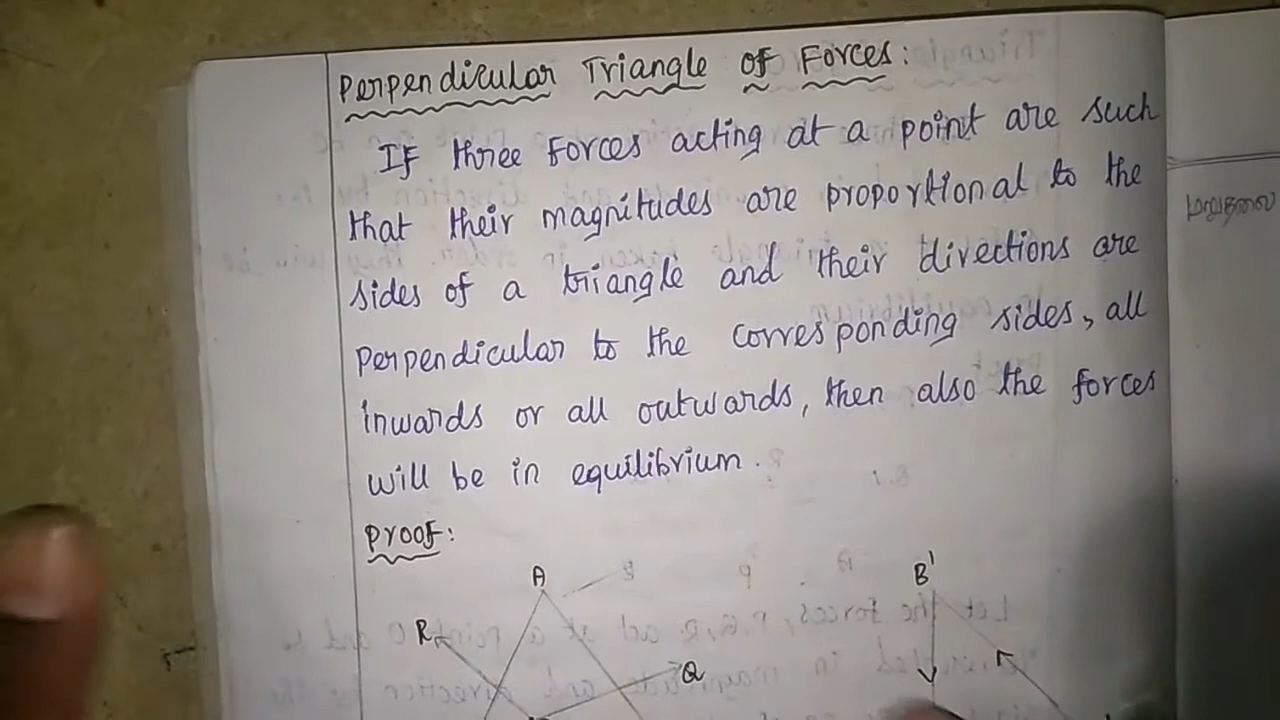 Perpendicular Triangle of Forces:
If three Forces acting at a point are such
that their magnitudes are proportional to the
sides of a triangle and their directions are
perpendicular to the corresponding sides, all
inwards or all outwards, then also the forces
will be in equilibrium.
Proof:
A
B'
R
Q
மறுதலை